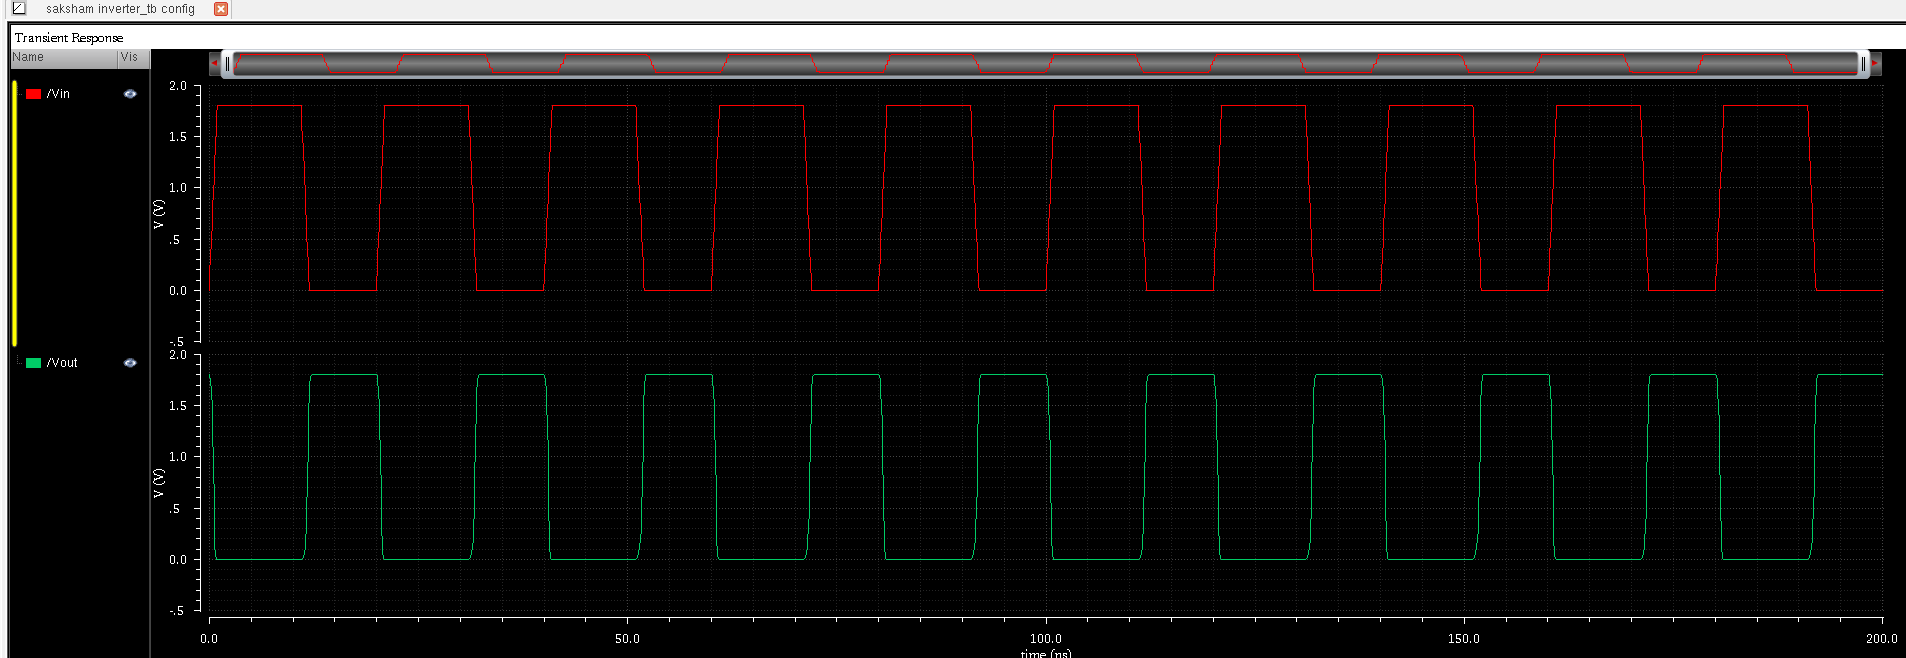 saksham inverter_tb config
Transient Response
Name Vis
/Vin
2.0
1.5
1.0
.5
0.0
-.5
V (V)
/Vout
2.0
1.5
1.0
.5
0.0
-.5
V (V)
0.0 50.0 100.0 150.0 200.0
time (ns)